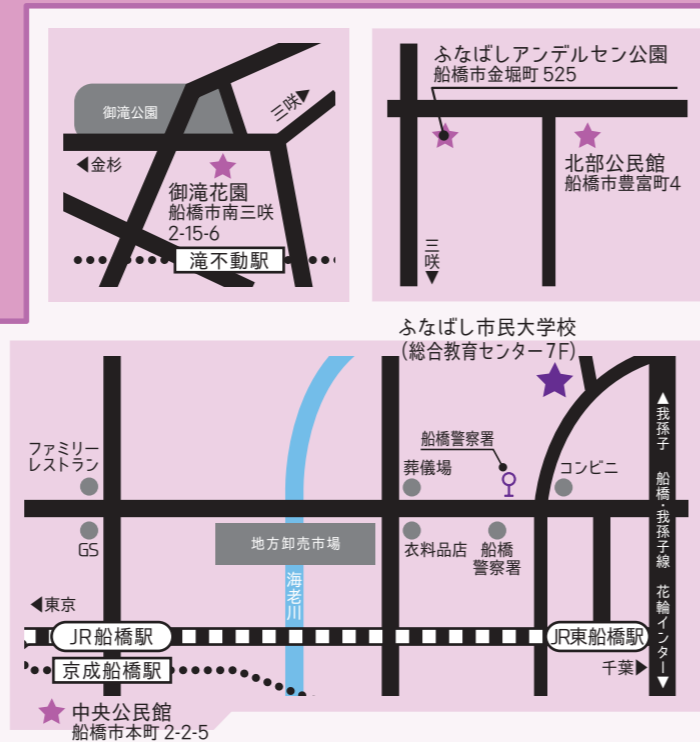 御滝公園
三咲▶
◀金杉
御滝花園
船橋市南三咲
2-15-6
滝不動駅
ふなばしアンデルセン公園
船橋市金堀町525
北部公民館
船橋市豊富町4
三咲▼
ふなばし市民大学校
(総合教育センター7F)
船橋警察署
ファミリー
レストラン
葬儀場
コンビニ
▲我孫子 船橋・我孫子線 花輪インター▼
GS
地方卸売市場
衣料品店
船橋
警察署
海老川
◀東京
JR船橋駅
JR東船橋駅
京成船橋駅
千葉▶
中央公民館
船橋市本町2-2-5